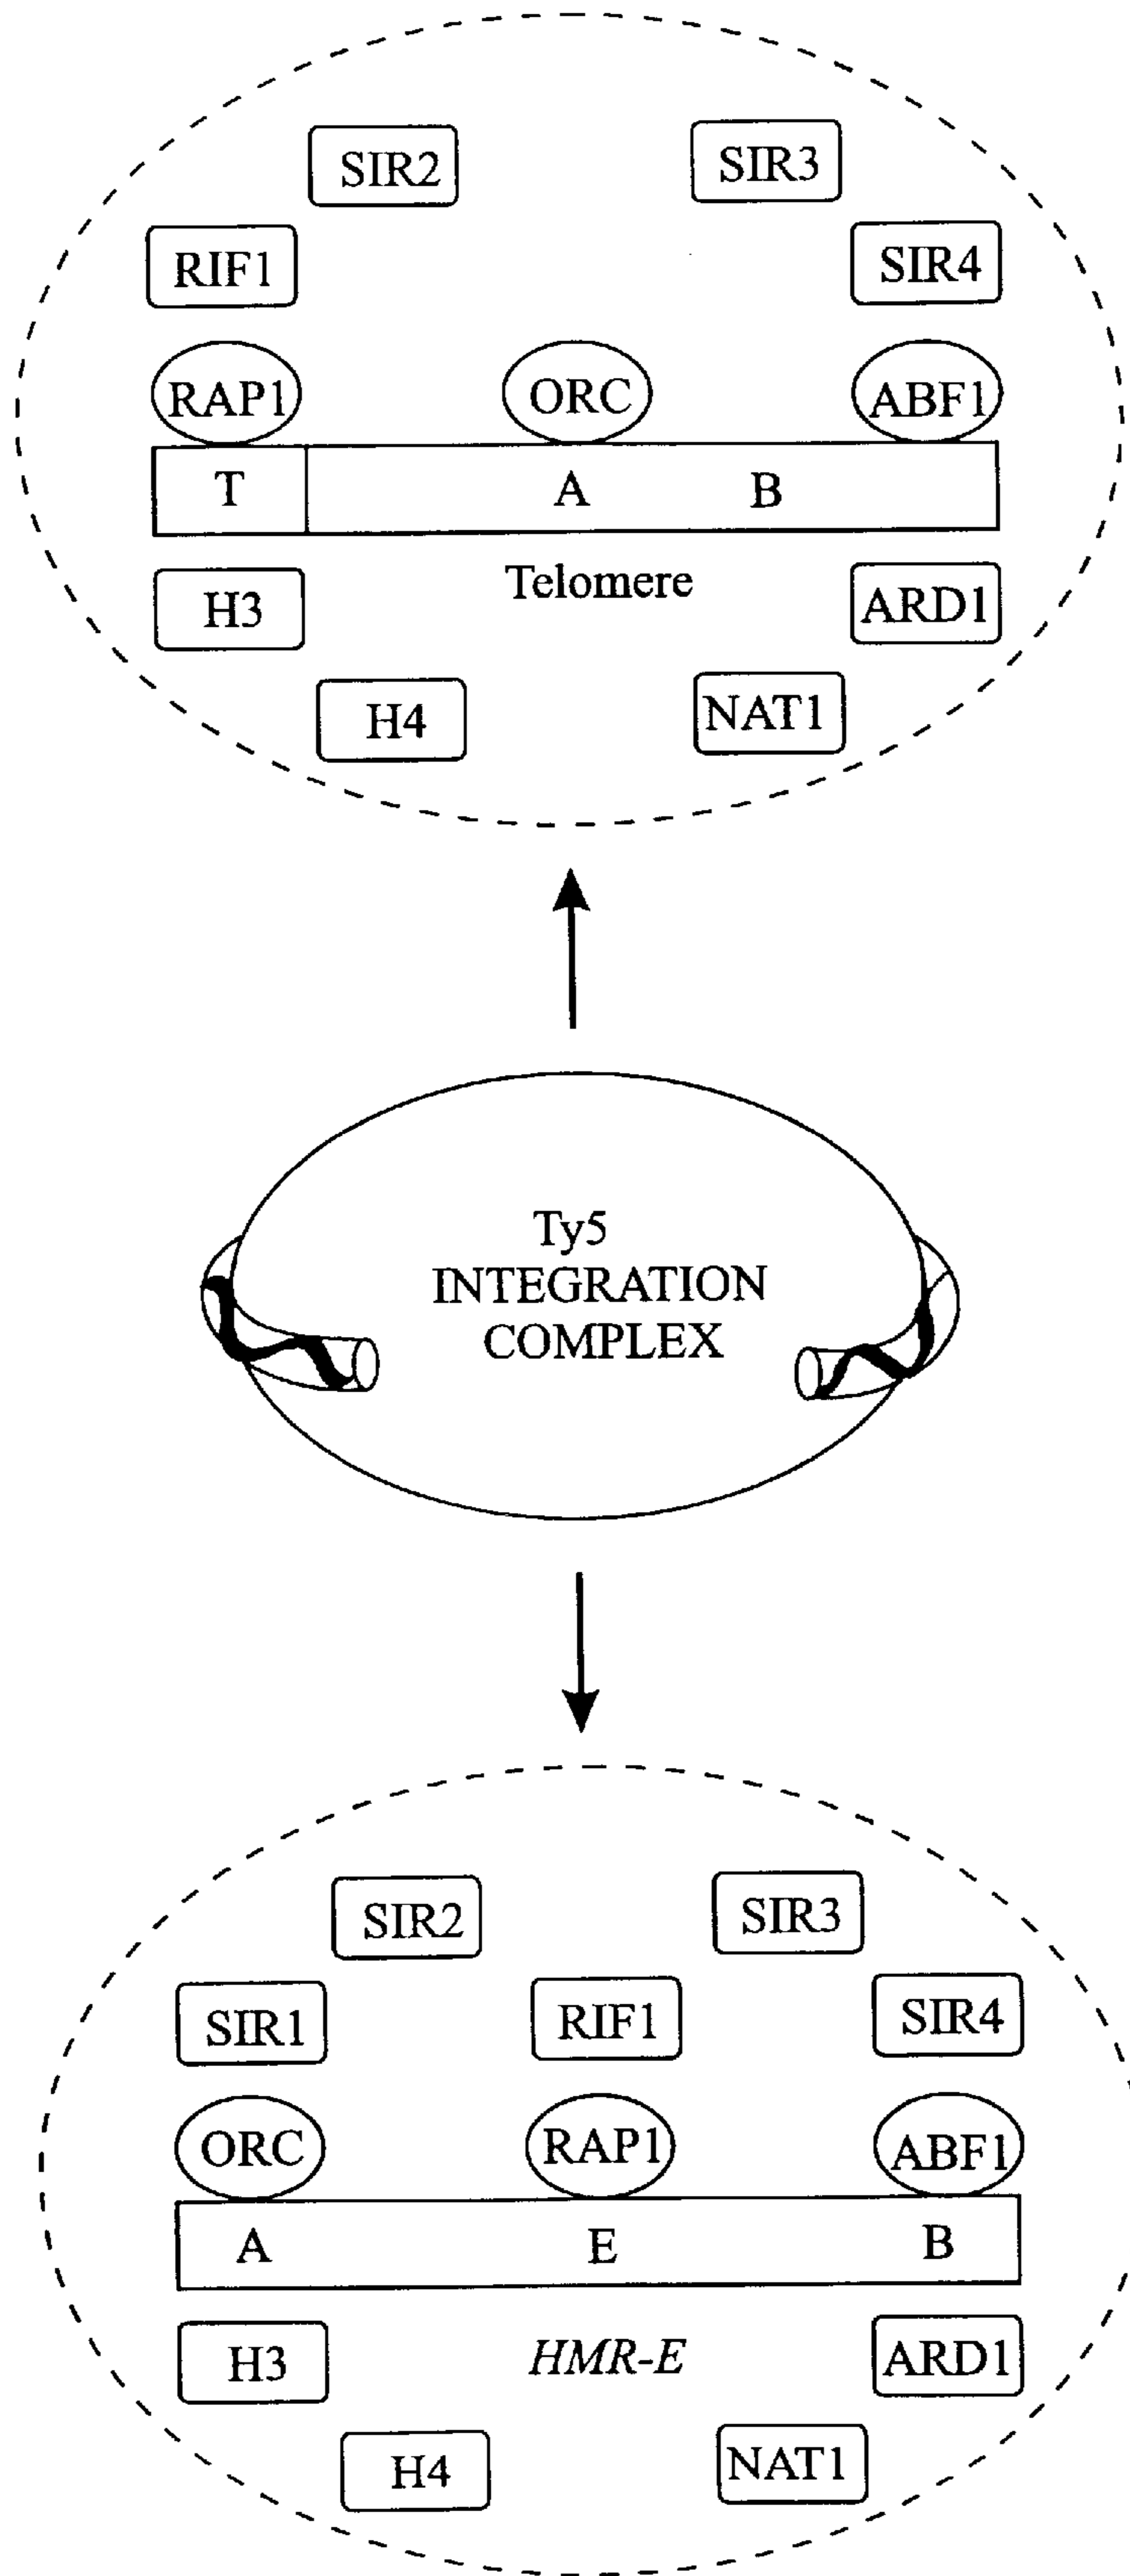 SIR2
SIR3
RIF1
SIR4
RAP1
ORC
ABF1
T
A
B
Telomere
H3
ARD1
H4
NAT1
Ty5
INTEGRATION
COMPLEX
SIR2
SIR3
SIR1
RIF1
SIR4
ORC
RAP1
ABF1
A
E
B
H3
HMR-E
ARD1
H4
NAT1